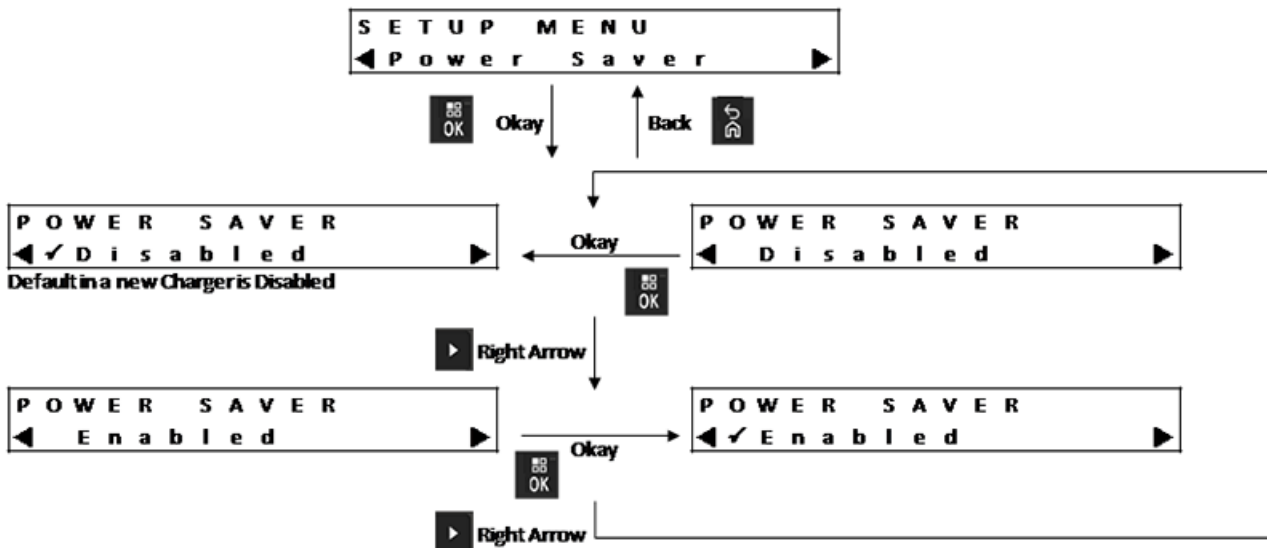 SETUP MENU
◀Power Saver ▶
OK Okay Back
POWER SAVER
◀✓Disabled ▶
Default in a new Charger is Disabled
Okay
OK
POWER SAVER
◀ Disabled ▶
Right Arrow
POWER SAVER
◀ Enabled ▶
Okay
OK
POWER SAVER
◀✓Enabled ▶
Right Arrow